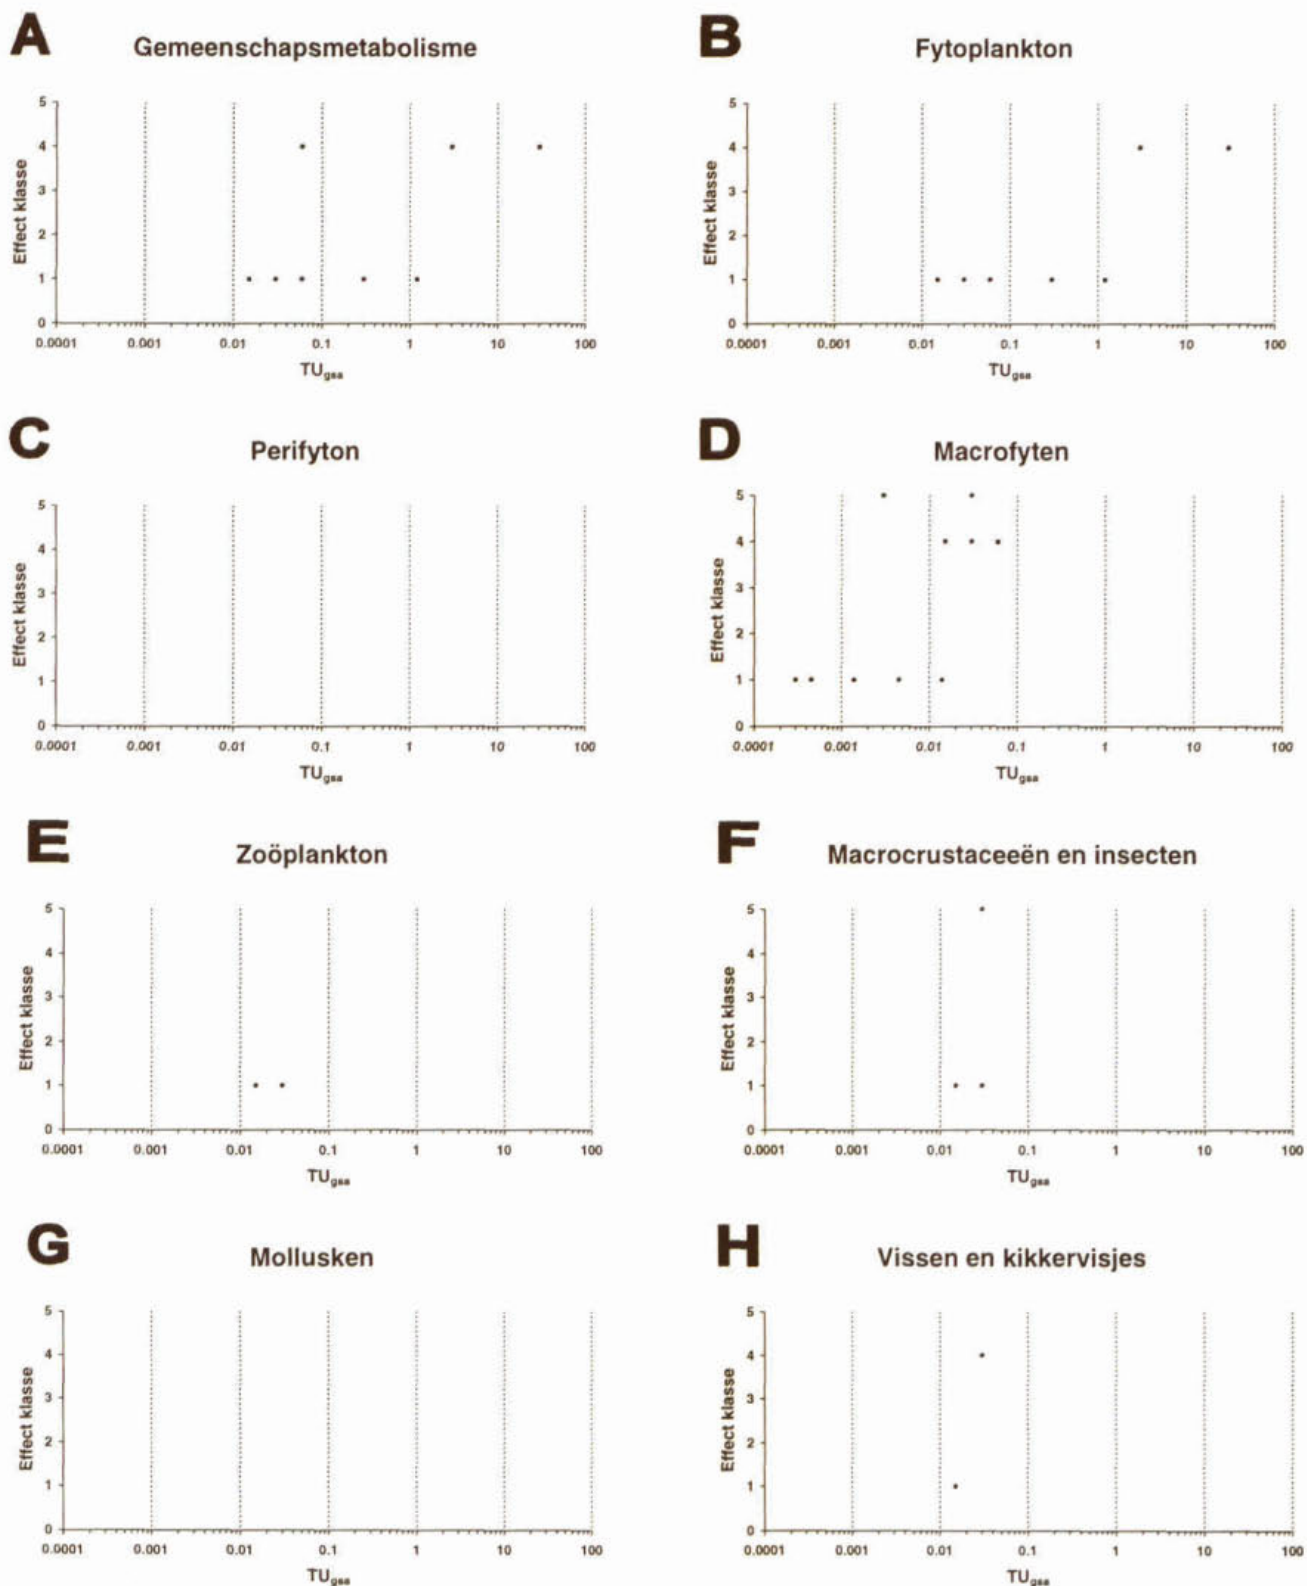 A Gemeenschapsmetabolisme
Effect klasse
5
4
3
2
1
0
0.0001 0.001 0.01 0.1 1 10 100
TUgsa
B Fytoplankton
Effect klasse
5
4
3
2
1
0
0.0001 0.001 0.01 0.1 1 10 100
TUgsa
C Perifyton
Effect klasse
5
4
3
2
1
0
0.0001 0.001 0.01 0.1 1 10 100
TUgsa
D Macrofyten
Effect klasse
5
4
3
2
1
0
0.0001 0.001 0.01 0.1 1 10 100
TUgsa
E Zoöplankton
Effect klasse
5
4
3
2
1
0
0.0001 0.001 0.01 0.1 1 10 100
TUgsa
F Macrocrustaceeën en insecten
Effect klasse
5
4
3
2
1
0
0.0001 0.001 0.01 0.1 1 10 100
TUgsa
G Mollusken
Effect klasse
5
4
3
2
1
0
0.0001 0.001 0.01 0.1 1 10 100
TUgsa
H Vissen en kikkervisjes
Effect klasse
5
4
3
2
1
0
0.0001 0.001 0.01 0.1 1 10 100
TUgsa